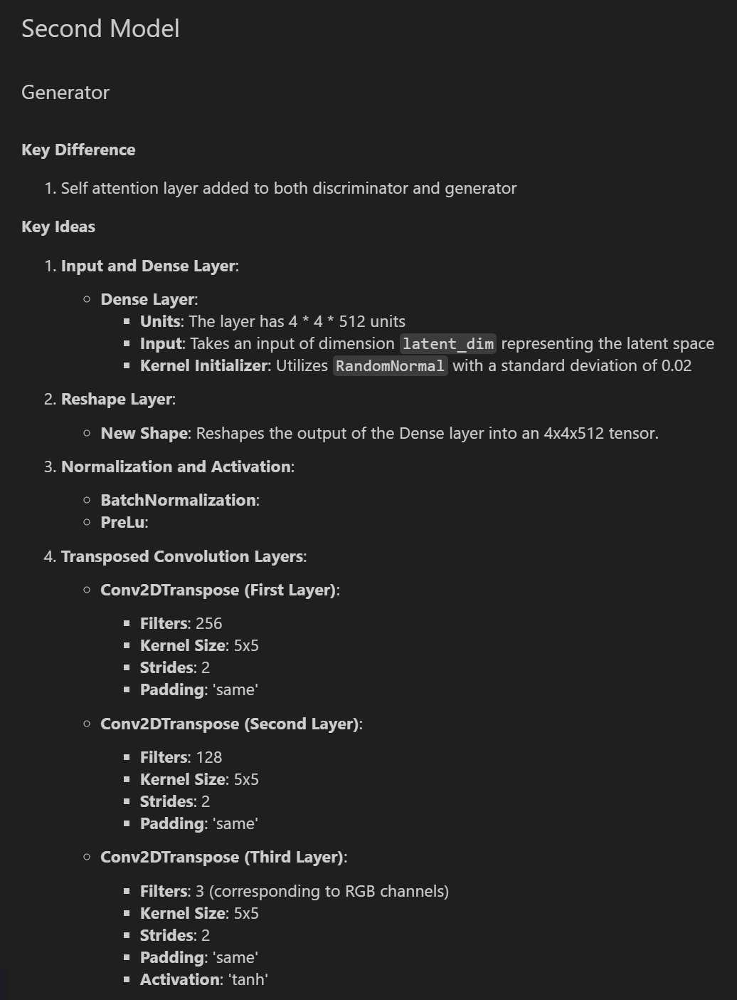 Second Model
Generator
Key Difference
1. Self attention layer added to both discriminator and generator
Key Ideas
1. Input and Dense Layer:
Dense Layer:
Units: The layer has 4 * 4 * 512 units
Input: Takes an input of dimension latent_dim representing the latent space
Kernel Initializer: Utilizes RandomNormal with a standard deviation of 0.02
2. Reshape Layer:
New Shape: Reshapes the output of the Dense layer into an 4x4x512 tensor.
3. Normalization and Activation:
BatchNormalization:
PreLu:
4. Transposed Convolution Layers:
Conv2DTranspose (First Layer):
Filters: 256
Kernel Size: 5x5
Strides: 2
Padding: 'same'
Conv2DTranspose (Second Layer):
Filters: 128
Kernel Size: 5x5
Strides: 2
Padding: 'same'
Conv2DTranspose (Third Layer):
Filters: 3 (corresponding to RGB channels)
Kernel Size: 5x5
Strides: 2
Padding: 'same'
Activation: 'tanh'